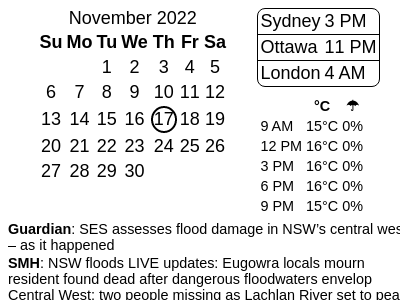 November 2022
Su Mo Tu We Th Fr Sa
1 2 3 4 5
6 7 8 9 10 11 12
13 14 15 16 17 18 19
20 21 22 23 24 25 26
27 28 29 30
Sydney 3 PM
Ottawa 11 PM
London 4 AM
°C ☂
9 AM 15°C 0%
12 PM 16°C 0%
3 PM 16°C 0%
6 PM 16°C 0%
9 PM 15°C 0%
Guardian: SES assesses flood damage in NSW’s central wes
– as it happened
SMH: NSW floods LIVE updates: Eugowra locals mourn
resident found dead after dangerous floodwaters envelop
Central West; two people missing as Lachlan River set to pea